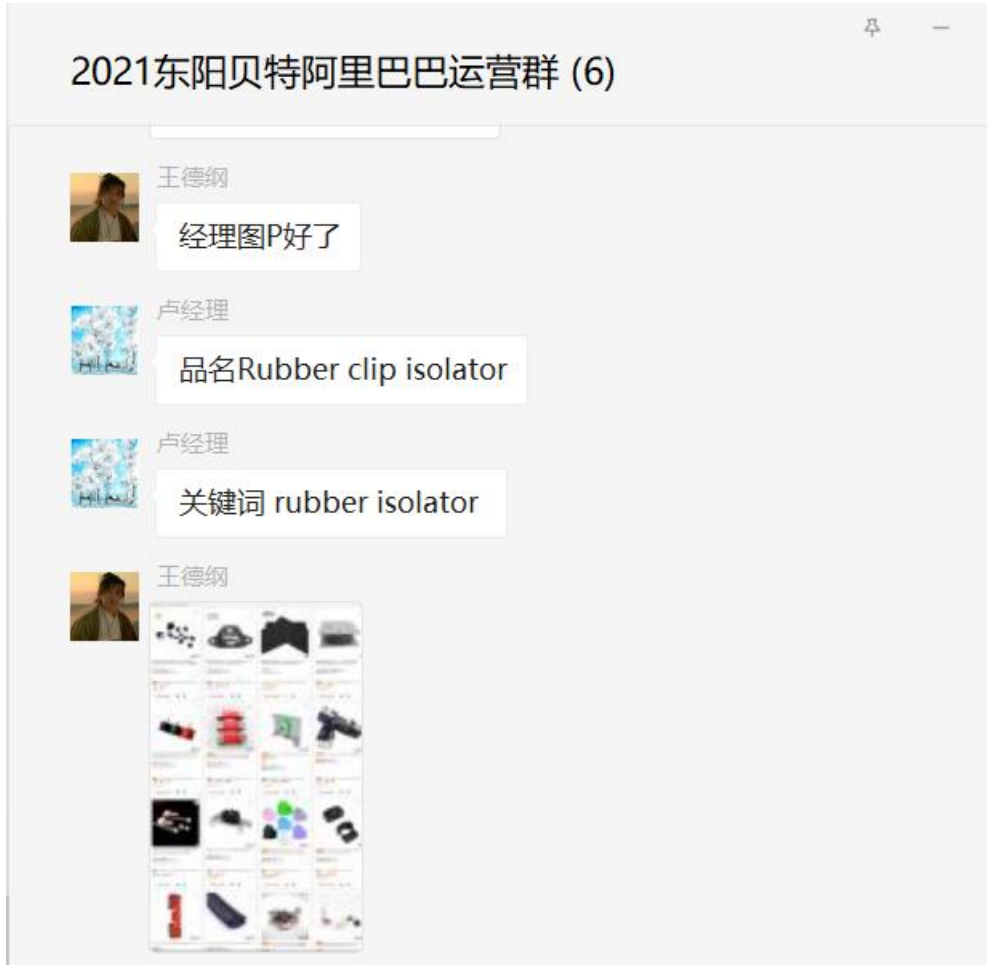 2021东阳贝特阿里巴巴运营群 (6)
王德纲
经理图P好了
卢经理
品名Rubber clip isolator
卢经理
关键词 rubber isolator
王德纲